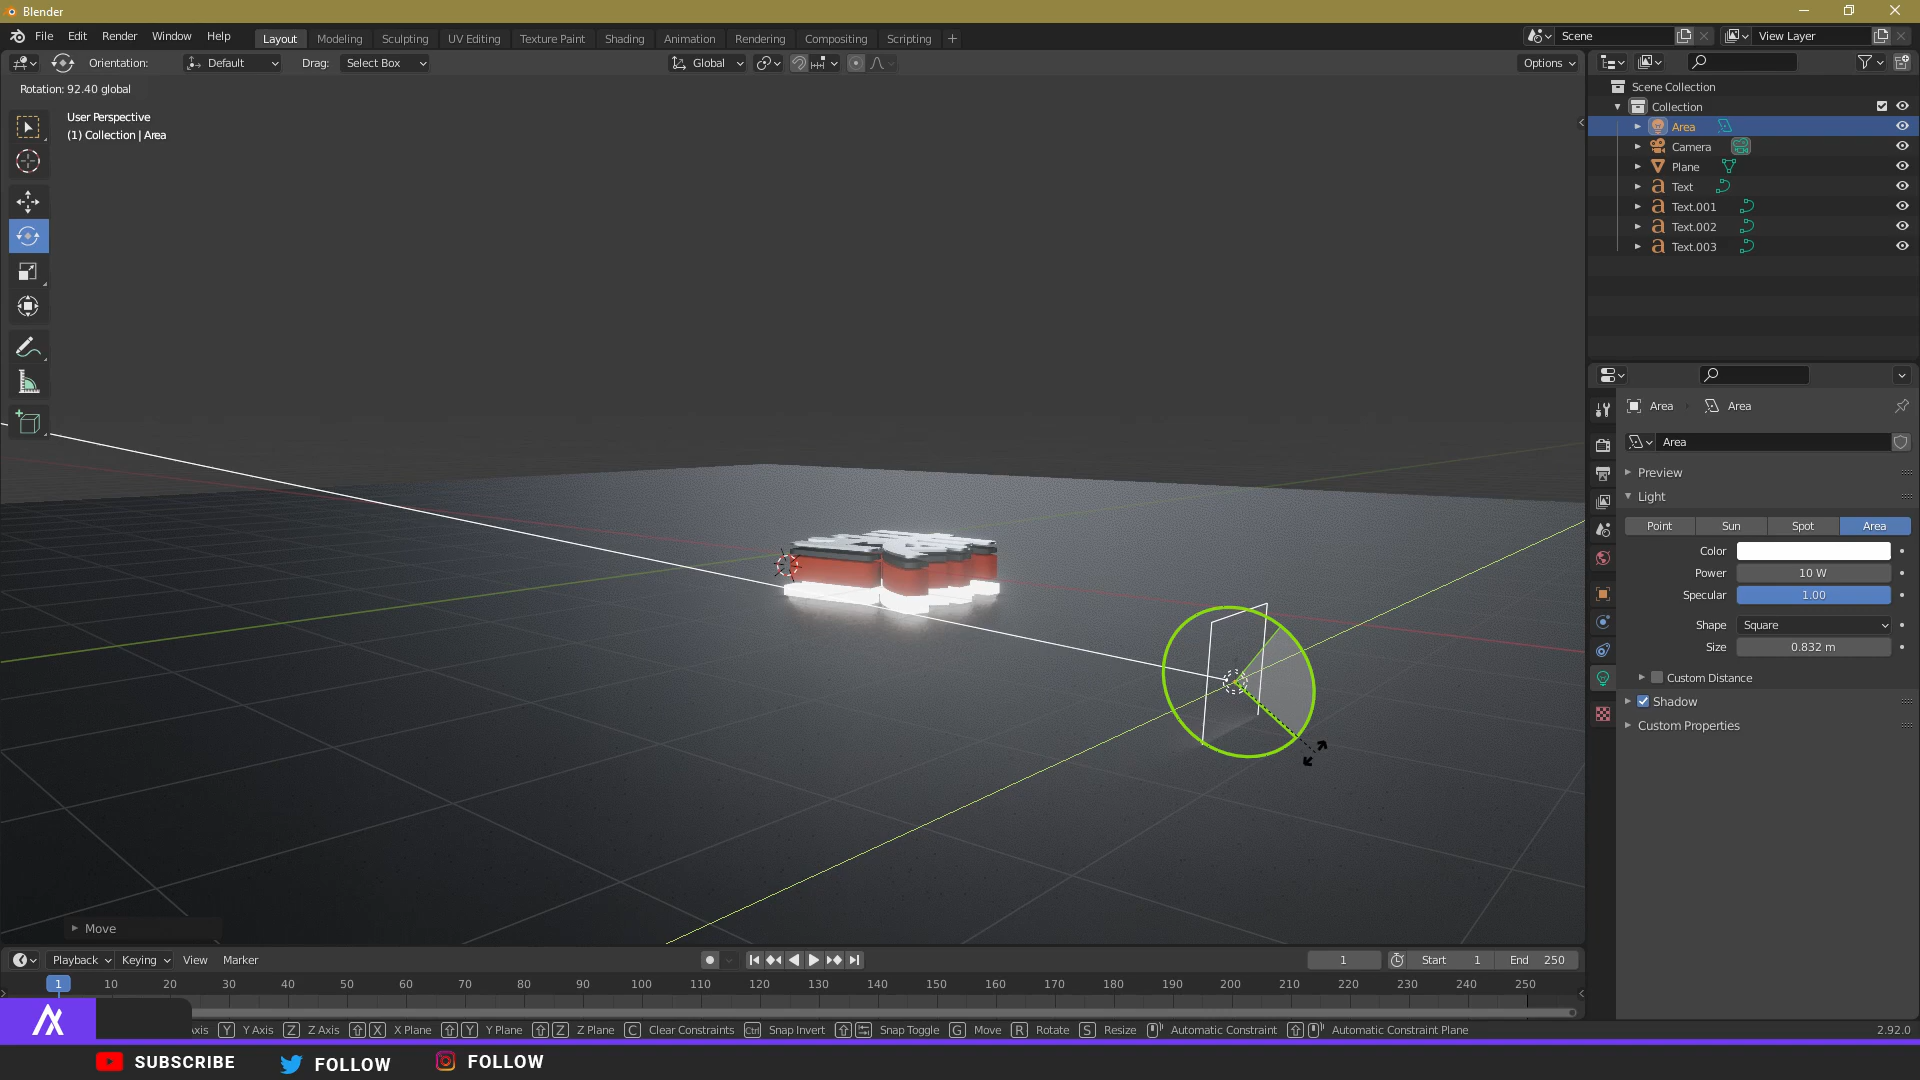 Blender
File Edit Render Window Help
Layout Modeling Sculpting UV Editing Texture Paint Shading Animation Rendering Compositing Scripting +
Scene
View Layer
Orientation: Default Drag: Select Box
Global
Options
Rotation: 92.40 global
User Perspective
(1) Collection | Area
Scene Collection
Collection
Area
Camera
Plane
Text
Text.001
Text.002
Text.003
Area Area
Area
Preview
Light
Point Sun Spot Area
Color
Power 10 W
Specular 1.00
Shape Square
Size 0.832 m
Custom Distance
Shadow
Custom Properties
Move
Playback Keying View Marker
1 Start 1 End 250
1 10 20 30 40 50 60 70 80 90 100 110 120 130 140 150 160 170 180 190 200 210 220 230 240 250
xis Y Y Axis Z Z Axis X X Plane Y Y Plane Z Z Plane C Clear Constraints Ctrl Snap Invert Snap Toggle G Move R Rotate S Resize Automatic Constraint Automatic Constraint Plane 2.92.0
SUBSCRIBE FOLLOW FOLLOW